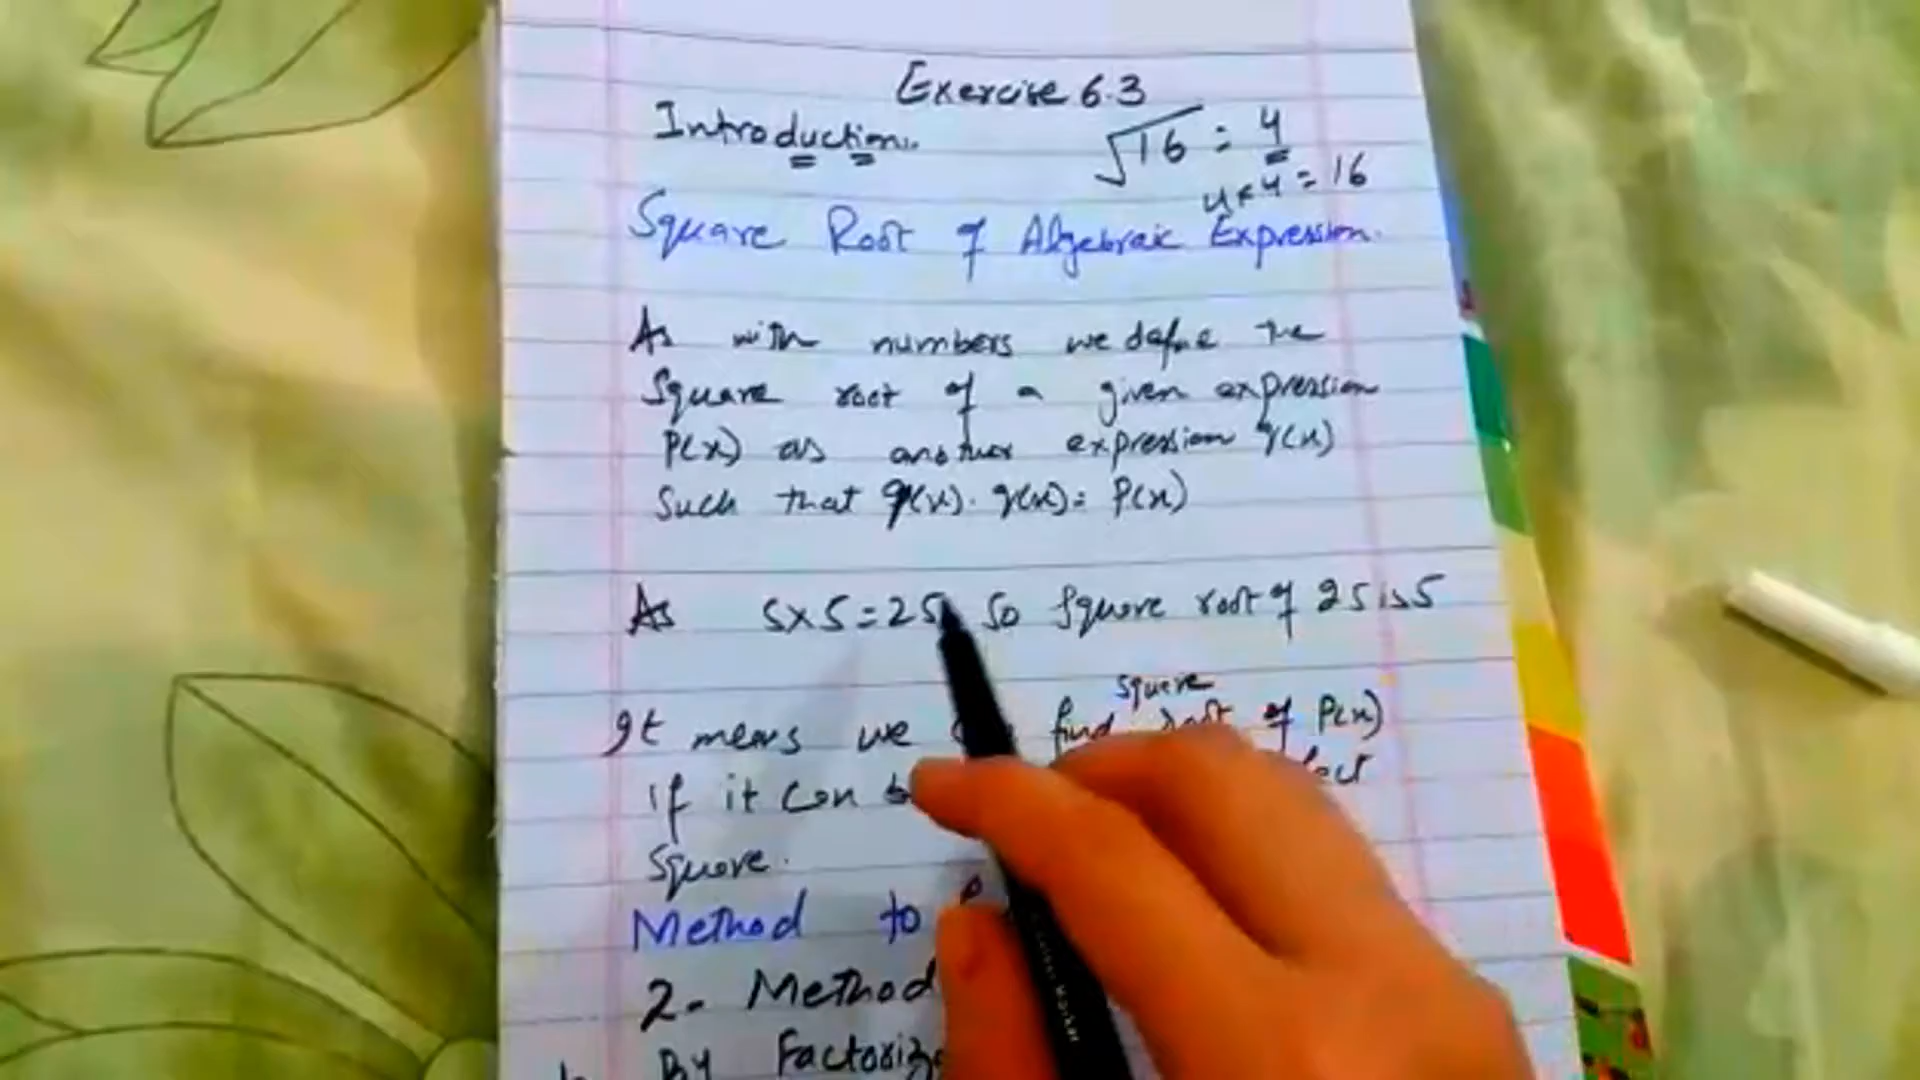 Exercise 6.3
Introduction.
√16 = 4
4×4 = 16
Square Root of Algebraic Expression.
As with numbers we define the
Square root of a given expression
P(x) as another expression q(x)
Such that q(x). q(x)= P(x)
As 5×5=25 So Square root of 25 is 5
square
It means we find root of P(x)
if it can
Square.
Method to
2- Method
By